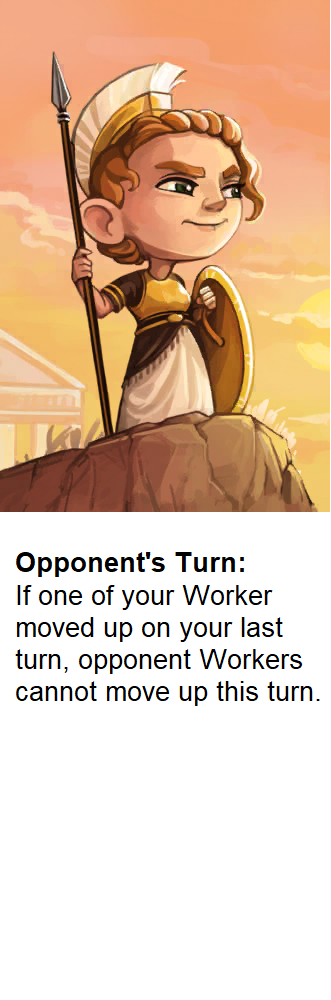 Opponent's Turn:
If one of your Worker
moved up on your last
turn, opponent Workers
cannot move up this turn.